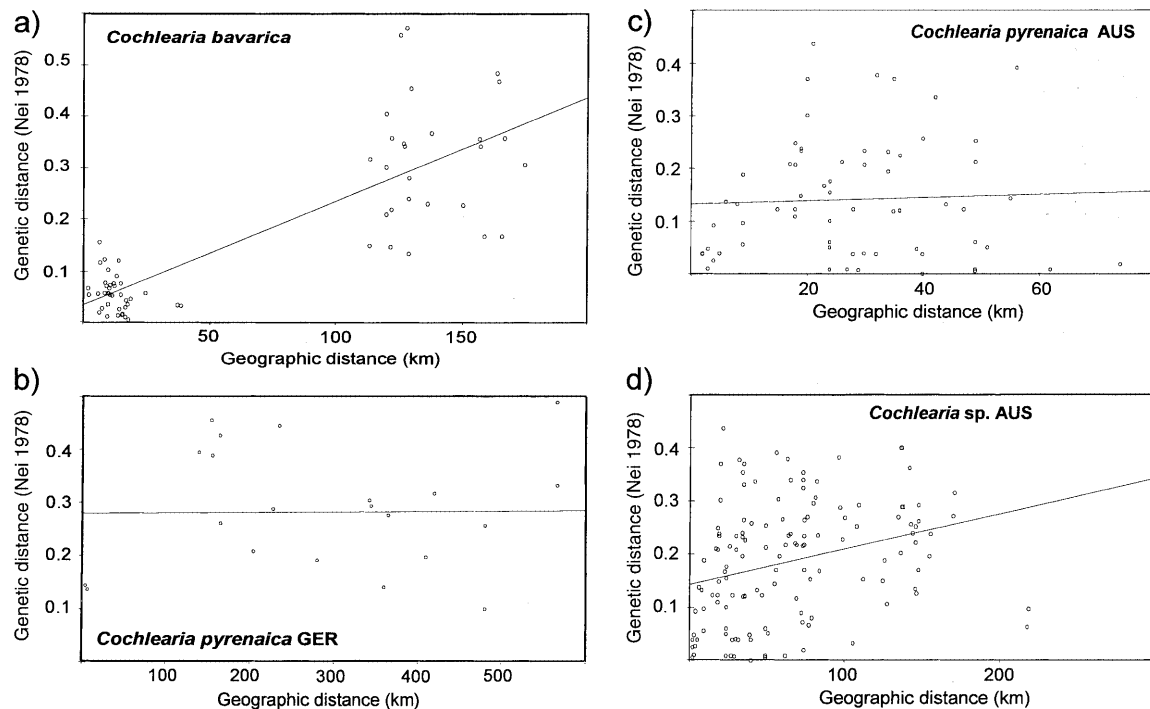 a)
Cochlearia bavarica
Genetic distance (Nei 1978)
0.5
0.4
0.3
0.2
0.1
50
100
150
Geographic distance (km)
b)
Cochlearia pyrenaica GER
Genetic distance (Nei 1978)
0.4
0.3
0.2
0.1
100
200
300
400
500
Geographic distance (km)
c)
Cochlearia pyrenaica AUS
Genetic distance (Nei 1978)
0.4
0.3
0.2
0.1
20
40
60
Geographic distance (km)
d)
Cochlearia sp. AUS
Genetic distance (Nei 1978)
0.4
0.3
0.2
0.1
100
200
Geographic distance (km)